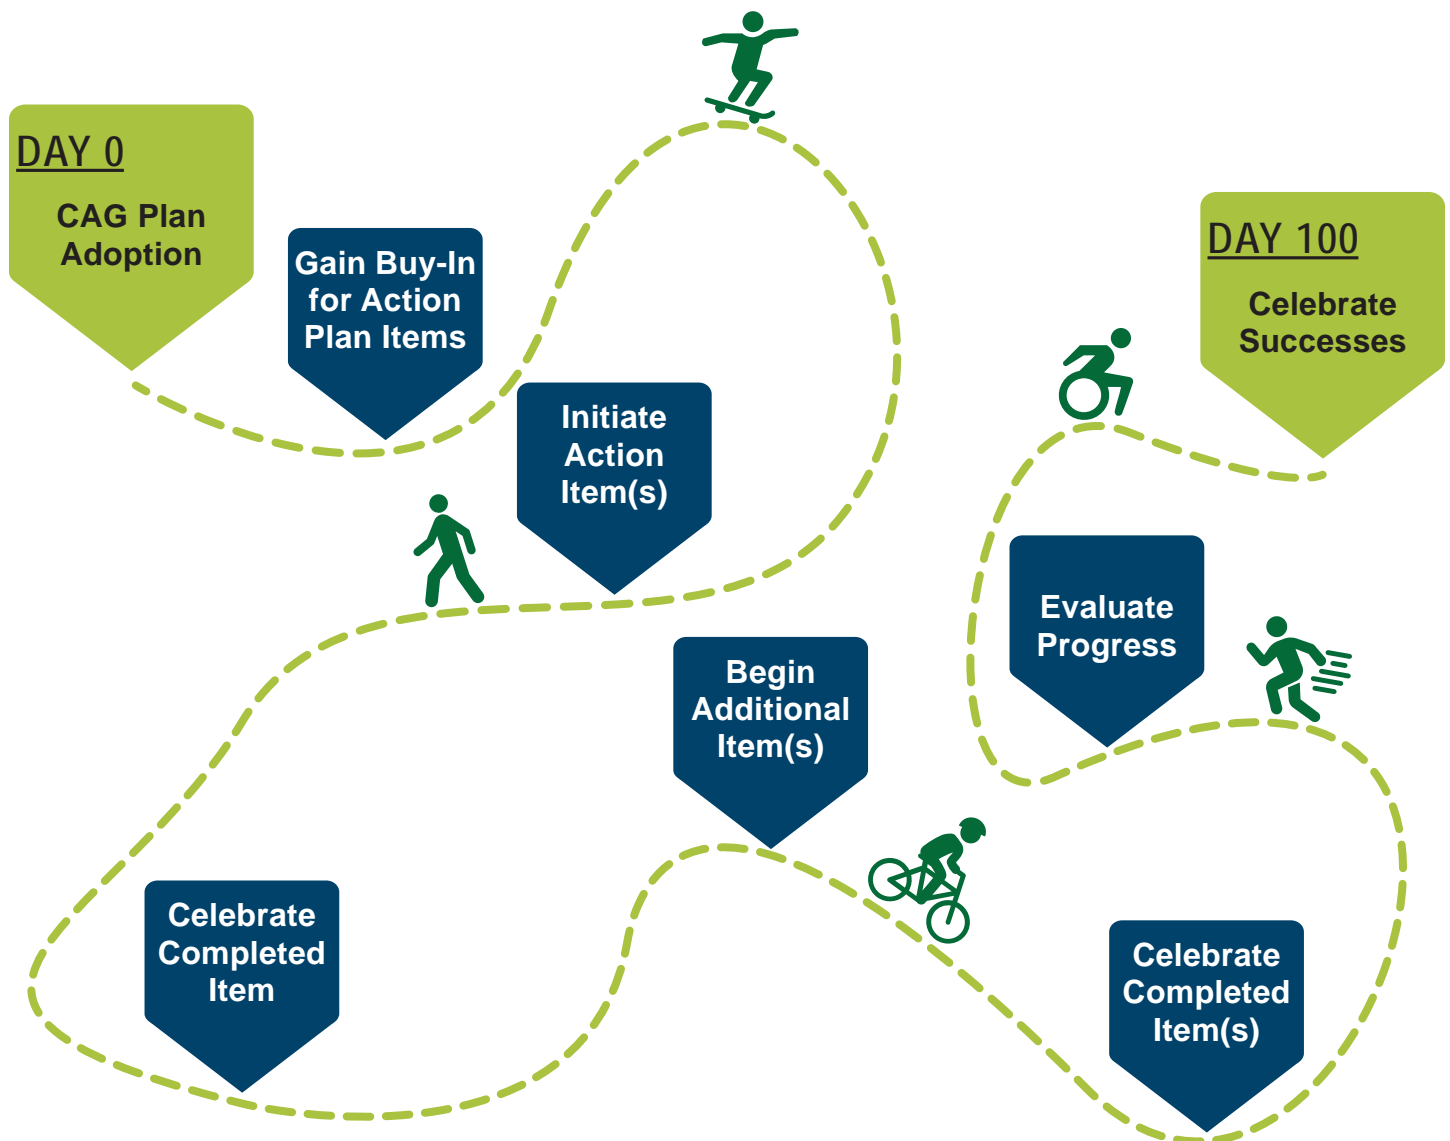 DAY 0
CAG Plan
Adoption
Gain Buy-In
for Action
Plan Items
Initiate
Action
Item(s)
Celebrate
Completed
Item
Begin
Additional
Item(s)
Celebrate
Completed
Item(s)
Evaluate
Progress
DAY 100
Celebrate
Successes